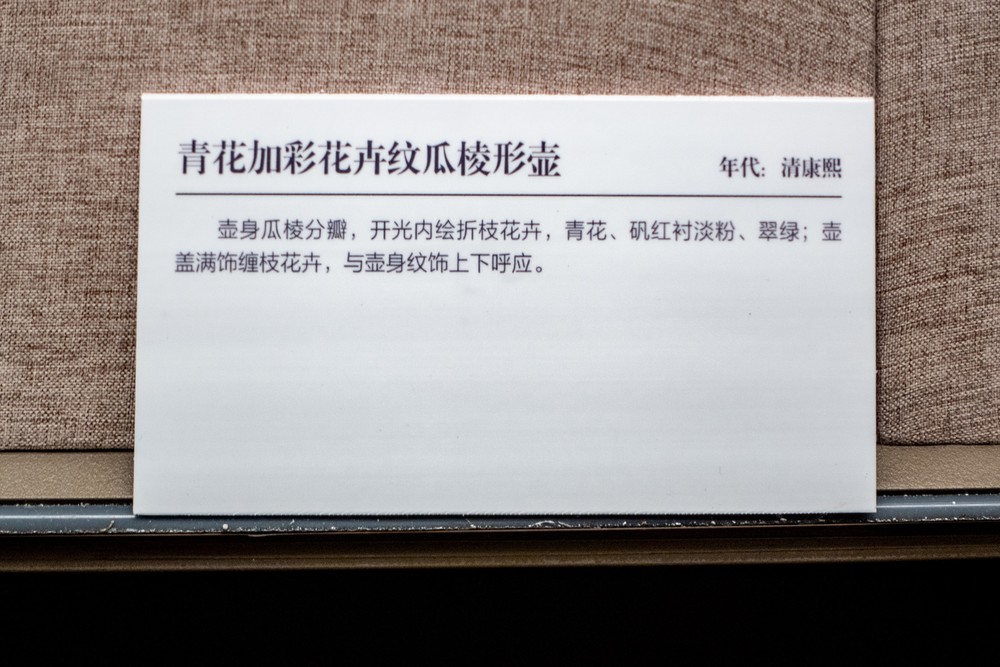 青花加彩花卉纹瓜棱形壶
年代：清康熙
壶身瓜棱分瓣，开光内绘折枝花卉，青花、矾红衬淡粉、翠绿；壶
盖满饰缠枝花卉，与壶身纹饰上下呼应。